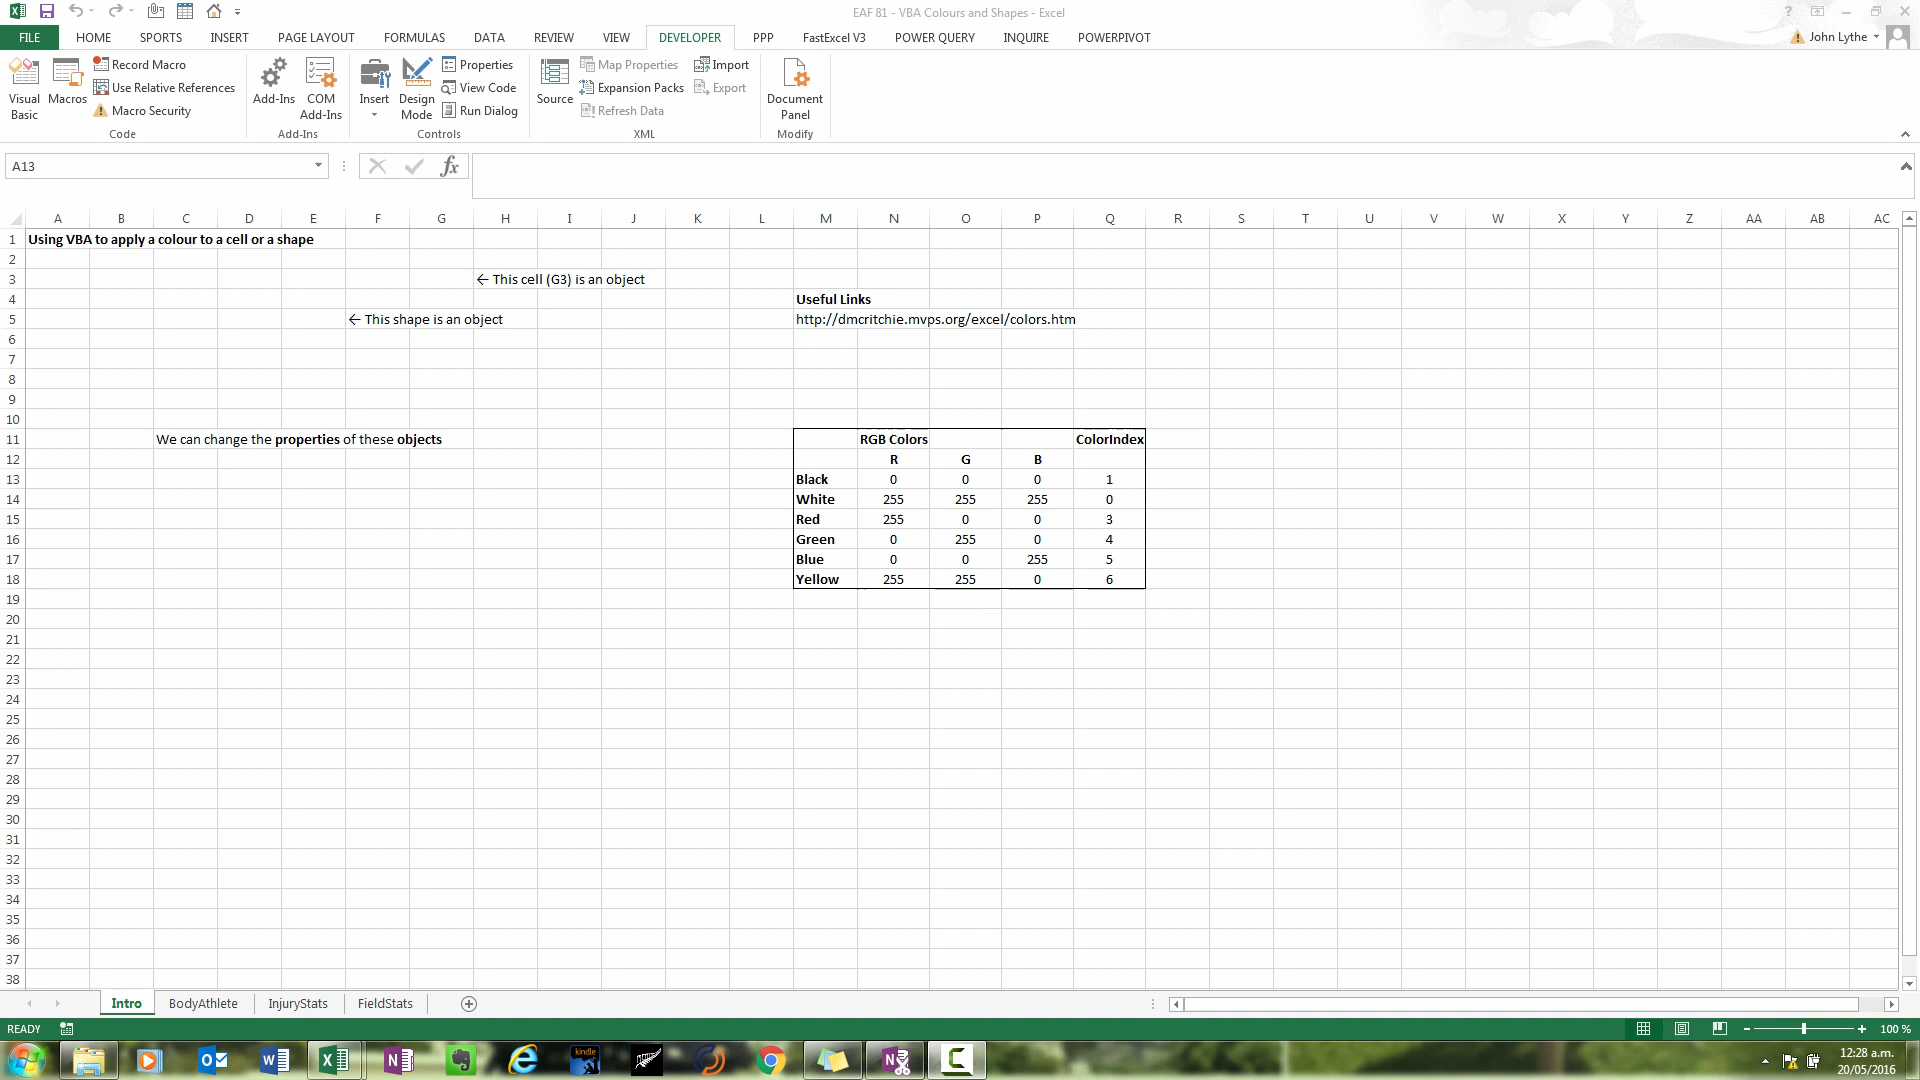 EAF 81 - VBA Colours and Shapes - Excel
FILE HOME SPORTS INSERT PAGE LAYOUT FORMULAS DATA REVIEW VIEW DEVELOPER PPP FastExcel V3 POWER QUERY INQUIRE POWERPIVOT John Lythe
Visual Basic
Macros
Record Macro
Use Relative References
Macro Security
Code
Add-Ins
COM Add-Ins
Add-Ins
Insert
Design Mode
Properties
View Code
Run Dialog
Controls
Source
Map Properties
Expansion Packs
Refresh Data
Import
Export
XML
Document Panel
Modify
A13
fx
A B C D E F G H I J K L M N O P Q R S T U V W X Y Z AA AB AC
1 Using VBA to apply a colour to a cell or a shape
2
3 ← This cell (G3) is an object
4 Useful Links
5 ← This shape is an object http://dmcritchie.mvps.org/excel/colors.htm
6
7
8
9
10
11 We can change the properties of these objects RGB Colors ColorIndex
12 R G B
13 Black 0 0 0 1
14 White 255 255 255 0
15 Red 255 0 0 3
16 Green 0 255 0 4
17 Blue 0 0 255 5
18 Yellow 255 255 0 6
19
20
21
22
23
24
25
26
27
28
29
30
31
32
33
34
35
36
37
38
Intro BodyAthlete InjuryStats FieldStats
READY 100 %
kindle
12:28 a.m.
20/05/2016